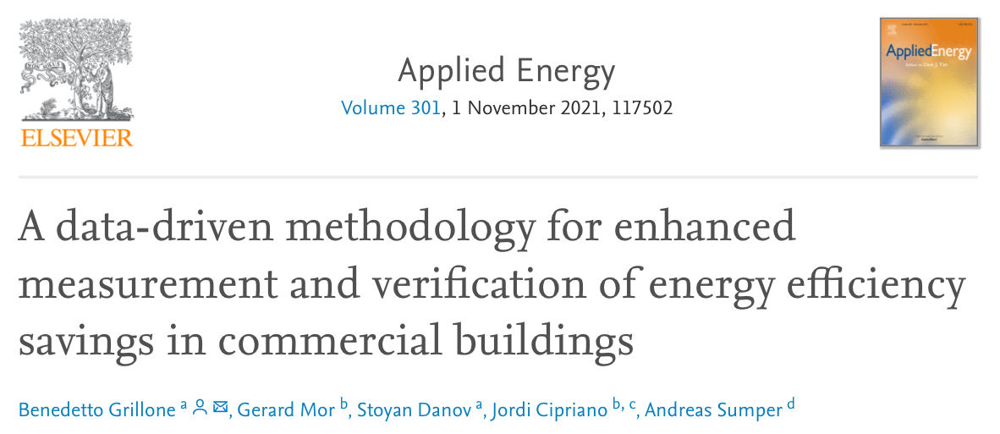 Applied Energy
Volume 301, 1 November 2021, 117502
ELSEVIER
AppliedEnergy
A data-driven methodology for enhanced
measurement and verification of energy efficiency
savings in commercial buildings
Benedetto Grillone a, Gerard Mor b, Stoyan Danov a, Jordi Cipriano b, c, Andreas Sumper d